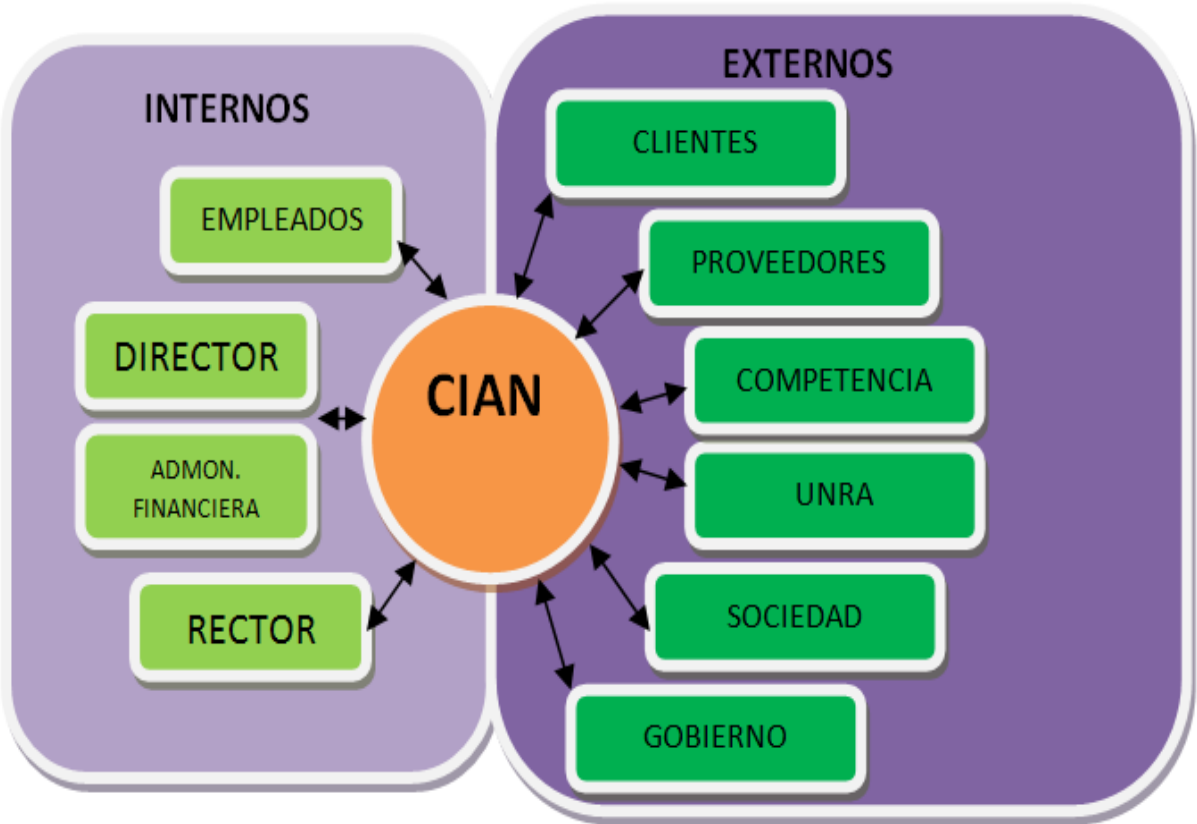 INTERNOS
EMPLEADOS
DIRECTOR
ADMON.
FINANCIERA
RECTOR
CIAN
EXTERNOS
CLIENTES
PROVEEDORES
COMPETENCIA
UNRA
SOCIEDAD
GOBIERNO